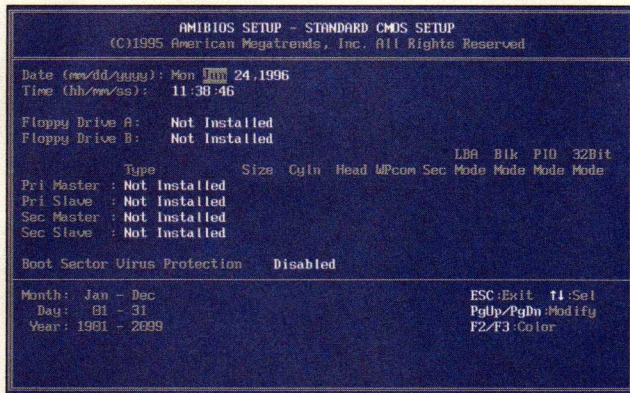 AMIBIOS SETUP - STANDARD CMOS SETUP
(C)1995 American Megatrends, Inc. All Rights Reserved
Date (mm/dd/yyyy): Mon Jun 24,1996
Time (hh/mm/ss): 11:38:46
Floppy Drive A: Not Installed
Floppy Drive B: Not Installed
LBA Blk PIO 32Bit
Type Size Cyln Head WPcom Sec Mode Mode Mode Mode
Pri Master : Not Installed
Pri Slave : Not Installed
Sec Master : Not Installed
Sec Slave : Not Installed
Boot Sector Virus Protection Disabled
Month: Jan - Dec
Day: 01 - 31
Year: 1901 - 2099
ESC:Exit ↑↓:Sel
PgUp/PgDn:Modify
F2/F3:Color